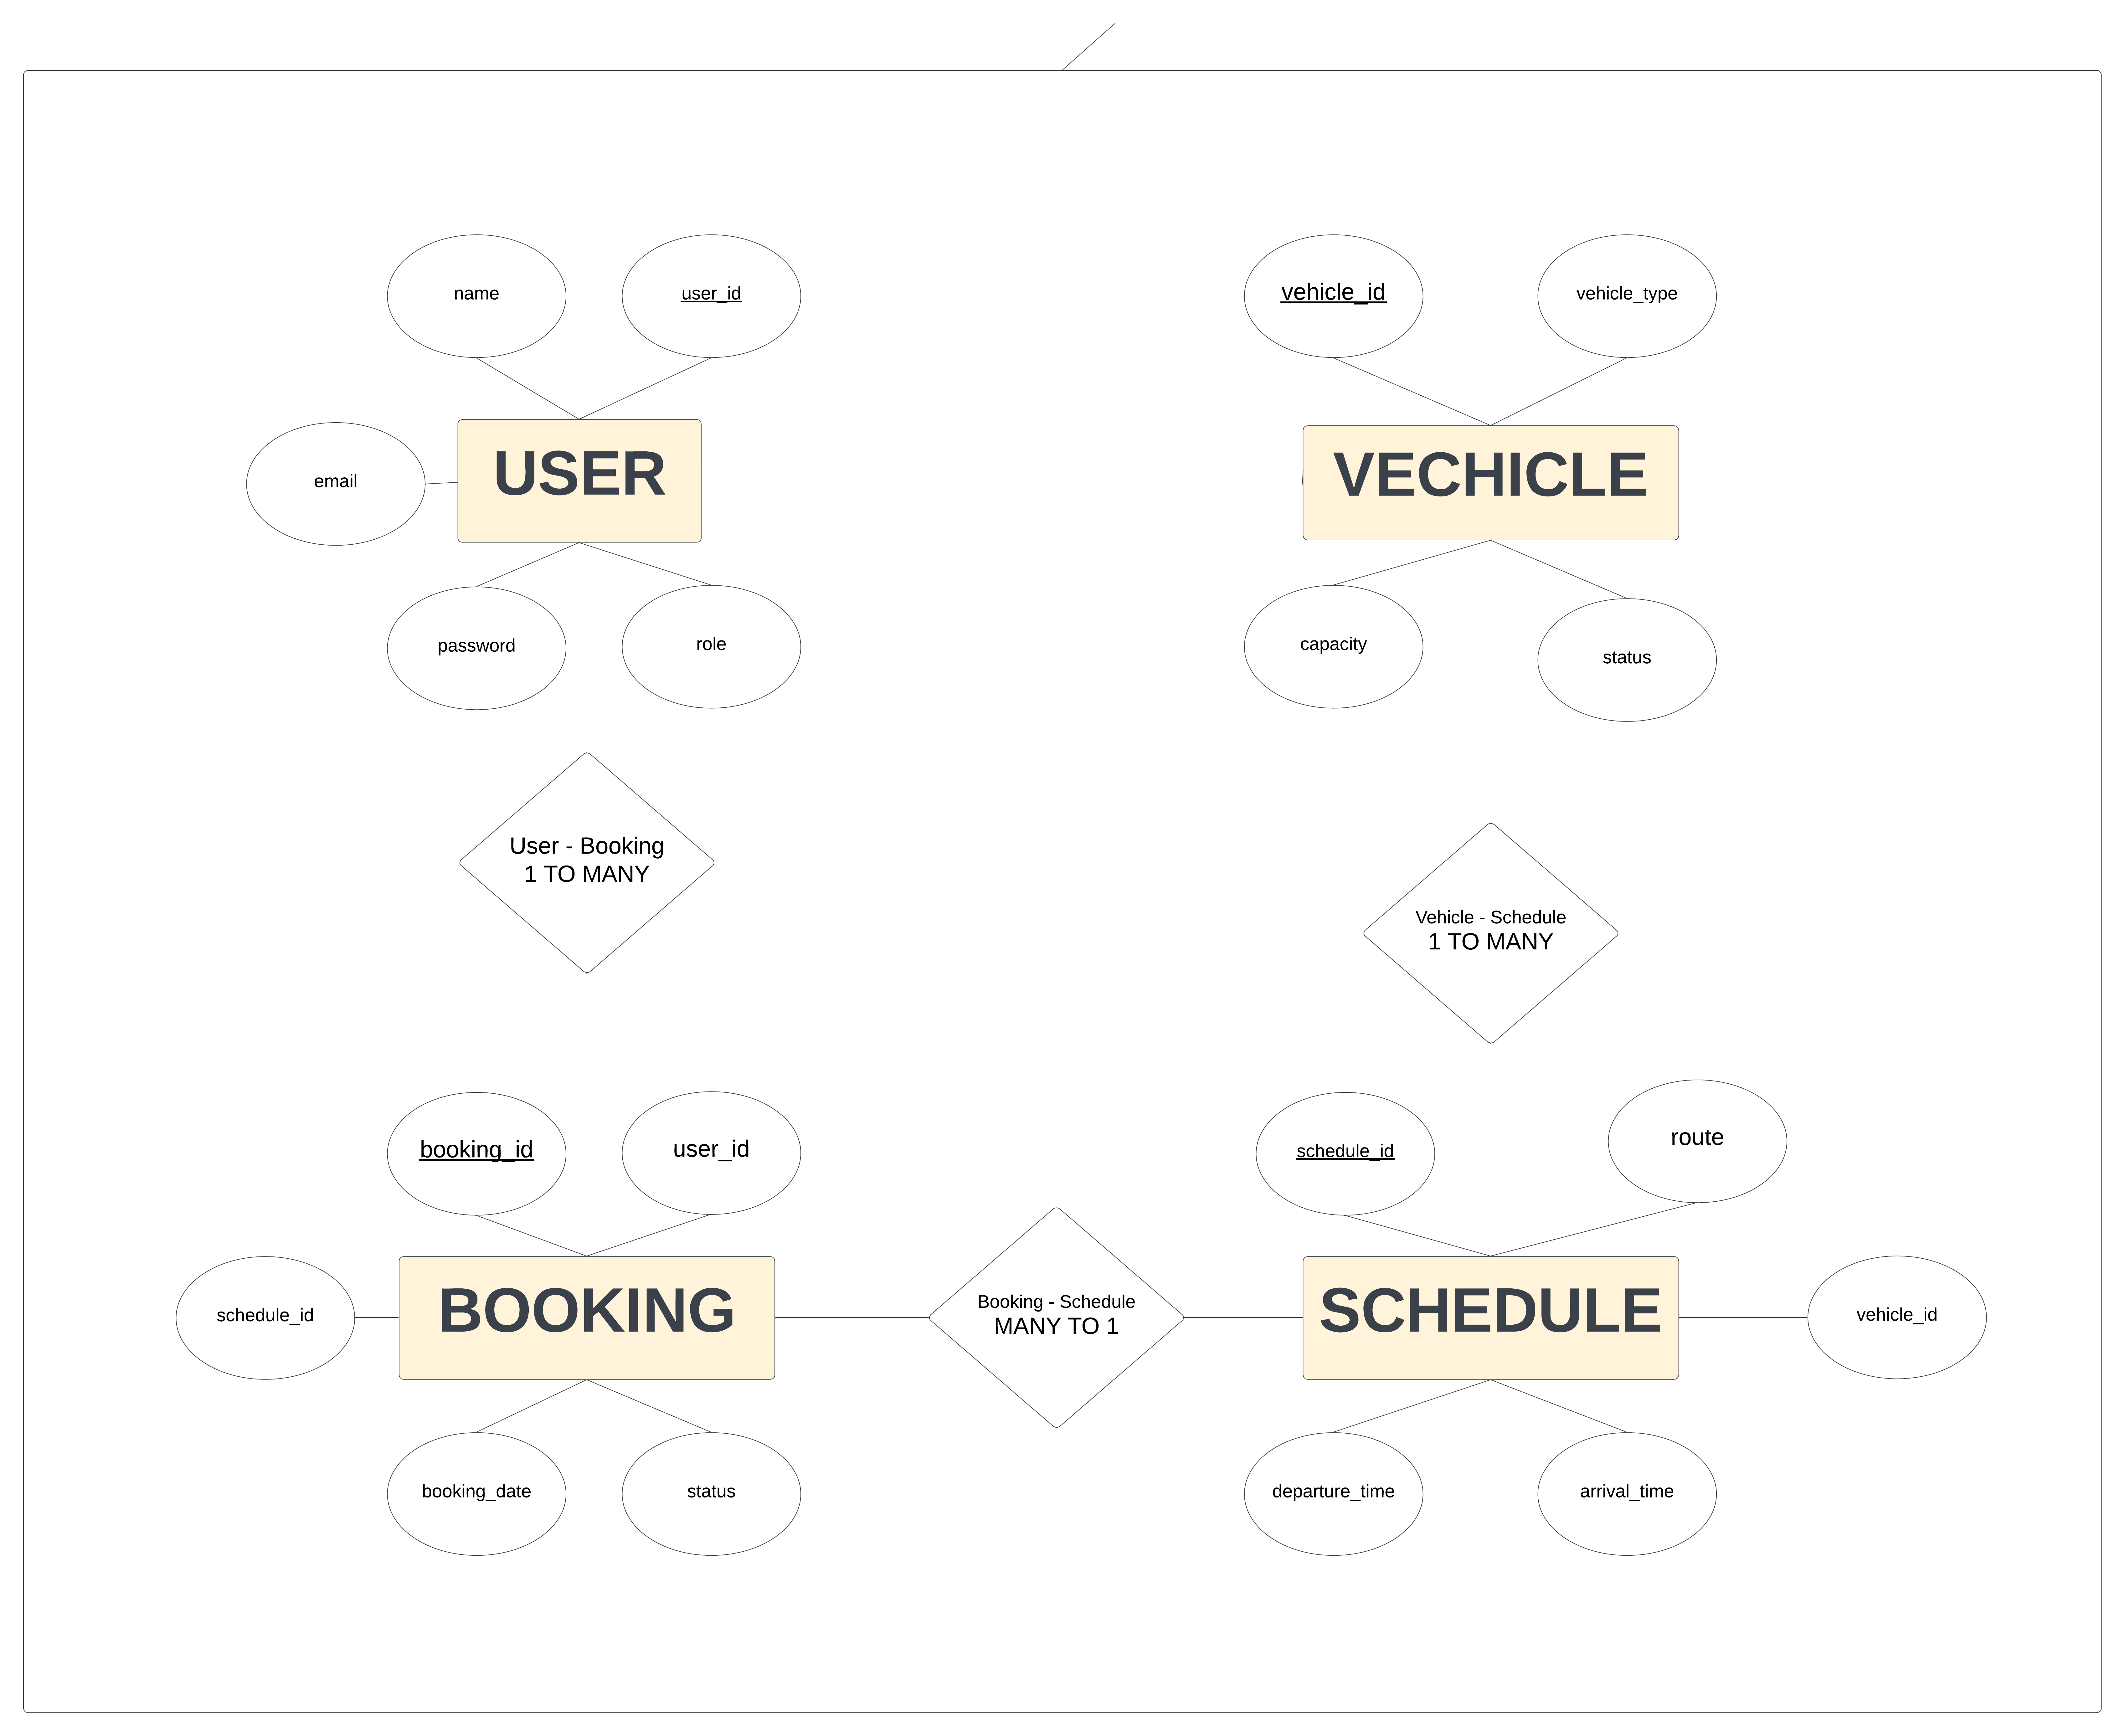 name
user_id
vehicle_id
vehicle_type
email
USER
VECHICLE
password
role
capacity
status
User - Booking
1 TO MANY
Vehicle - Schedule
1 TO MANY
booking_id
user_id
schedule_id
route
schedule_id
BOOKING
Booking - Schedule
MANY TO 1
SCHEDULE
vehicle_id
booking_date
status
departure_time
arrival_time